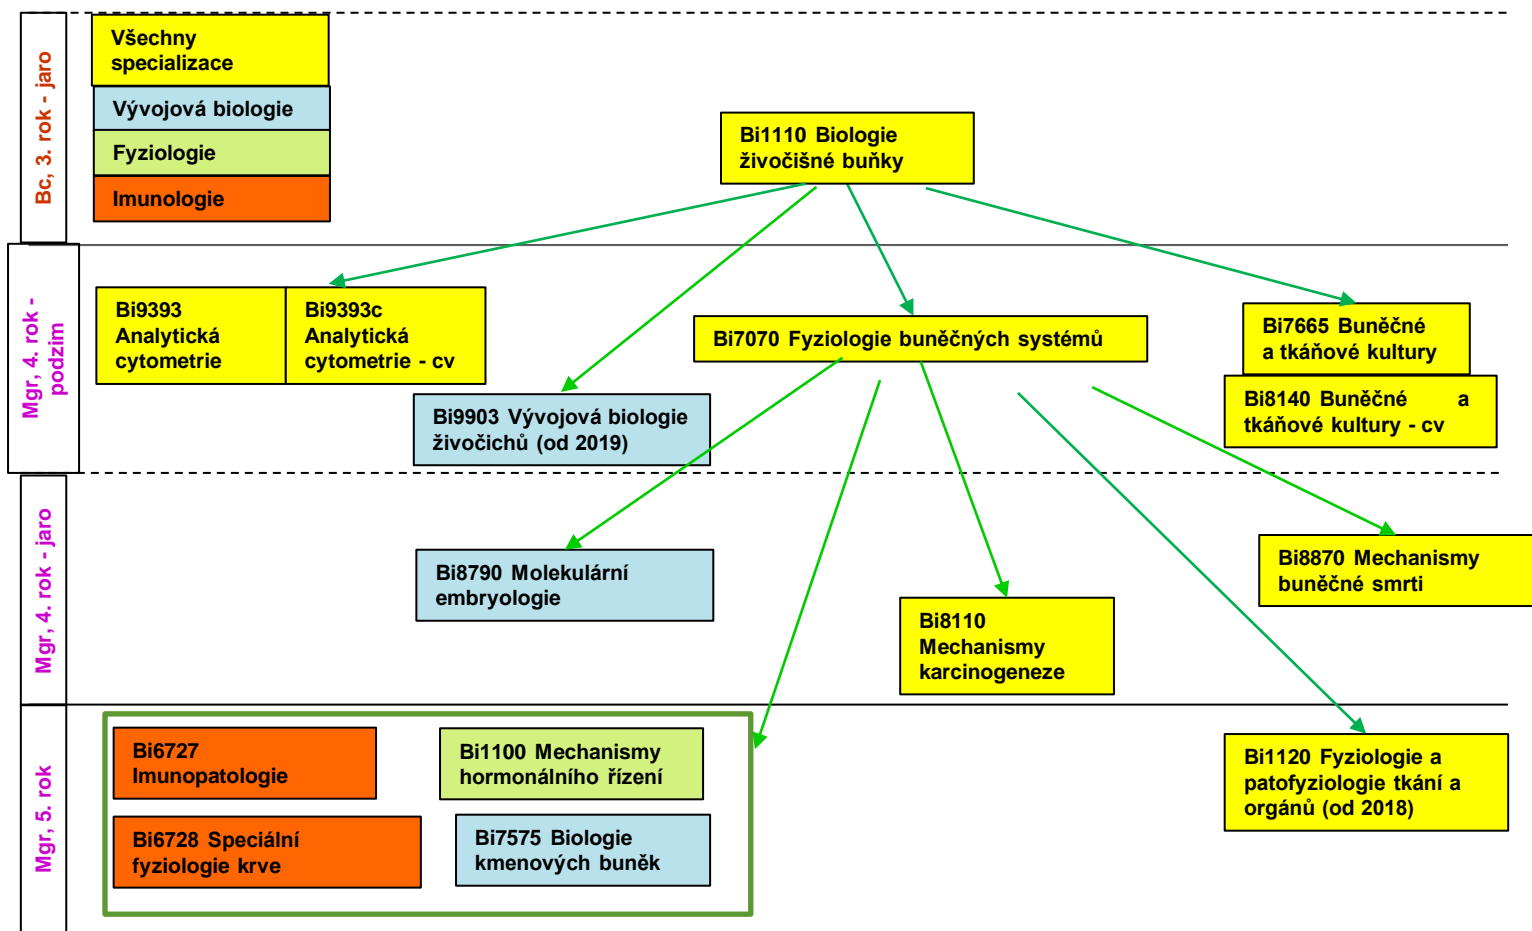 Bc, 3. rok - jaro
Všechny
specializace
Vývojová biologie
Fyziologie
Imunologie
Bi1110 Biologie
živočišné buňky
Mgr, 4. rok -
podzim
Bi9393
Analytická
cytometrie
Bi9393c
Analytická
cytometrie - cv
Bi7070 Fyziologie buněčných systémů
Bi7665 Buněčné
a tkáňové kultury
Bi8140 Buněčné a
tkáňové kultury - cv
Bi9903 Vývojová biologie
živočichů (od 2019)
Mgr, 4. rok - jaro
Bi8790 Molekulární
embryologie
Bi8110
Mechanismy
karcinogeneze
Bi8870 Mechanismy
buněčné smrti
Mgr, 5. rok
Bi6727
Imunopatologie
Bi1100 Mechanismy
hormonálního řízení
Bi6728 Speciální
fyziologie krve
Bi7575 Biologie
kmenových buněk
Bi1120 Fyziologie a
patofyziologie tkání a
orgánů (od 2018)